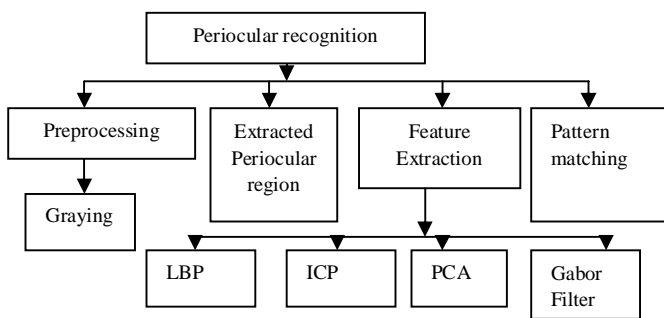 Periocular recognition
Preprocessing
Extracted
Periocular
region
Feature
Extraction
Pattern
matching
Graying
LBP
ICP
PCA
Gabor
Filter